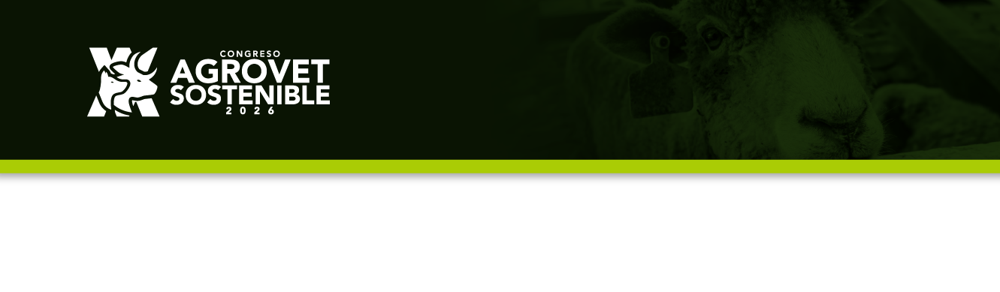 CONGRESO
AGROVET
SOSTENIBLE
2026